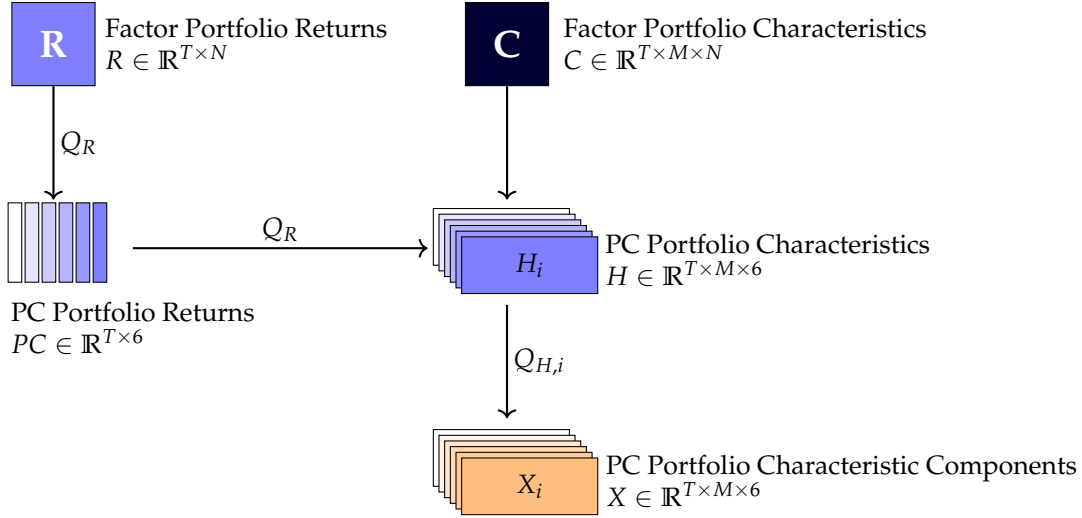 R
Factor Portfolio Returns
R ∈ ℝ^{T×N}
C
Factor Portfolio Characteristics
C ∈ ℝ^{T×M×N}
Q_R
Q_R
H_i
PC Portfolio Characteristics
H ∈ ℝ^{T×M×6}
PC Portfolio Returns
PC ∈ ℝ^{T×6}
Q_{H,i}
X_i
PC Portfolio Characteristic Components
X ∈ ℝ^{T×M×6}